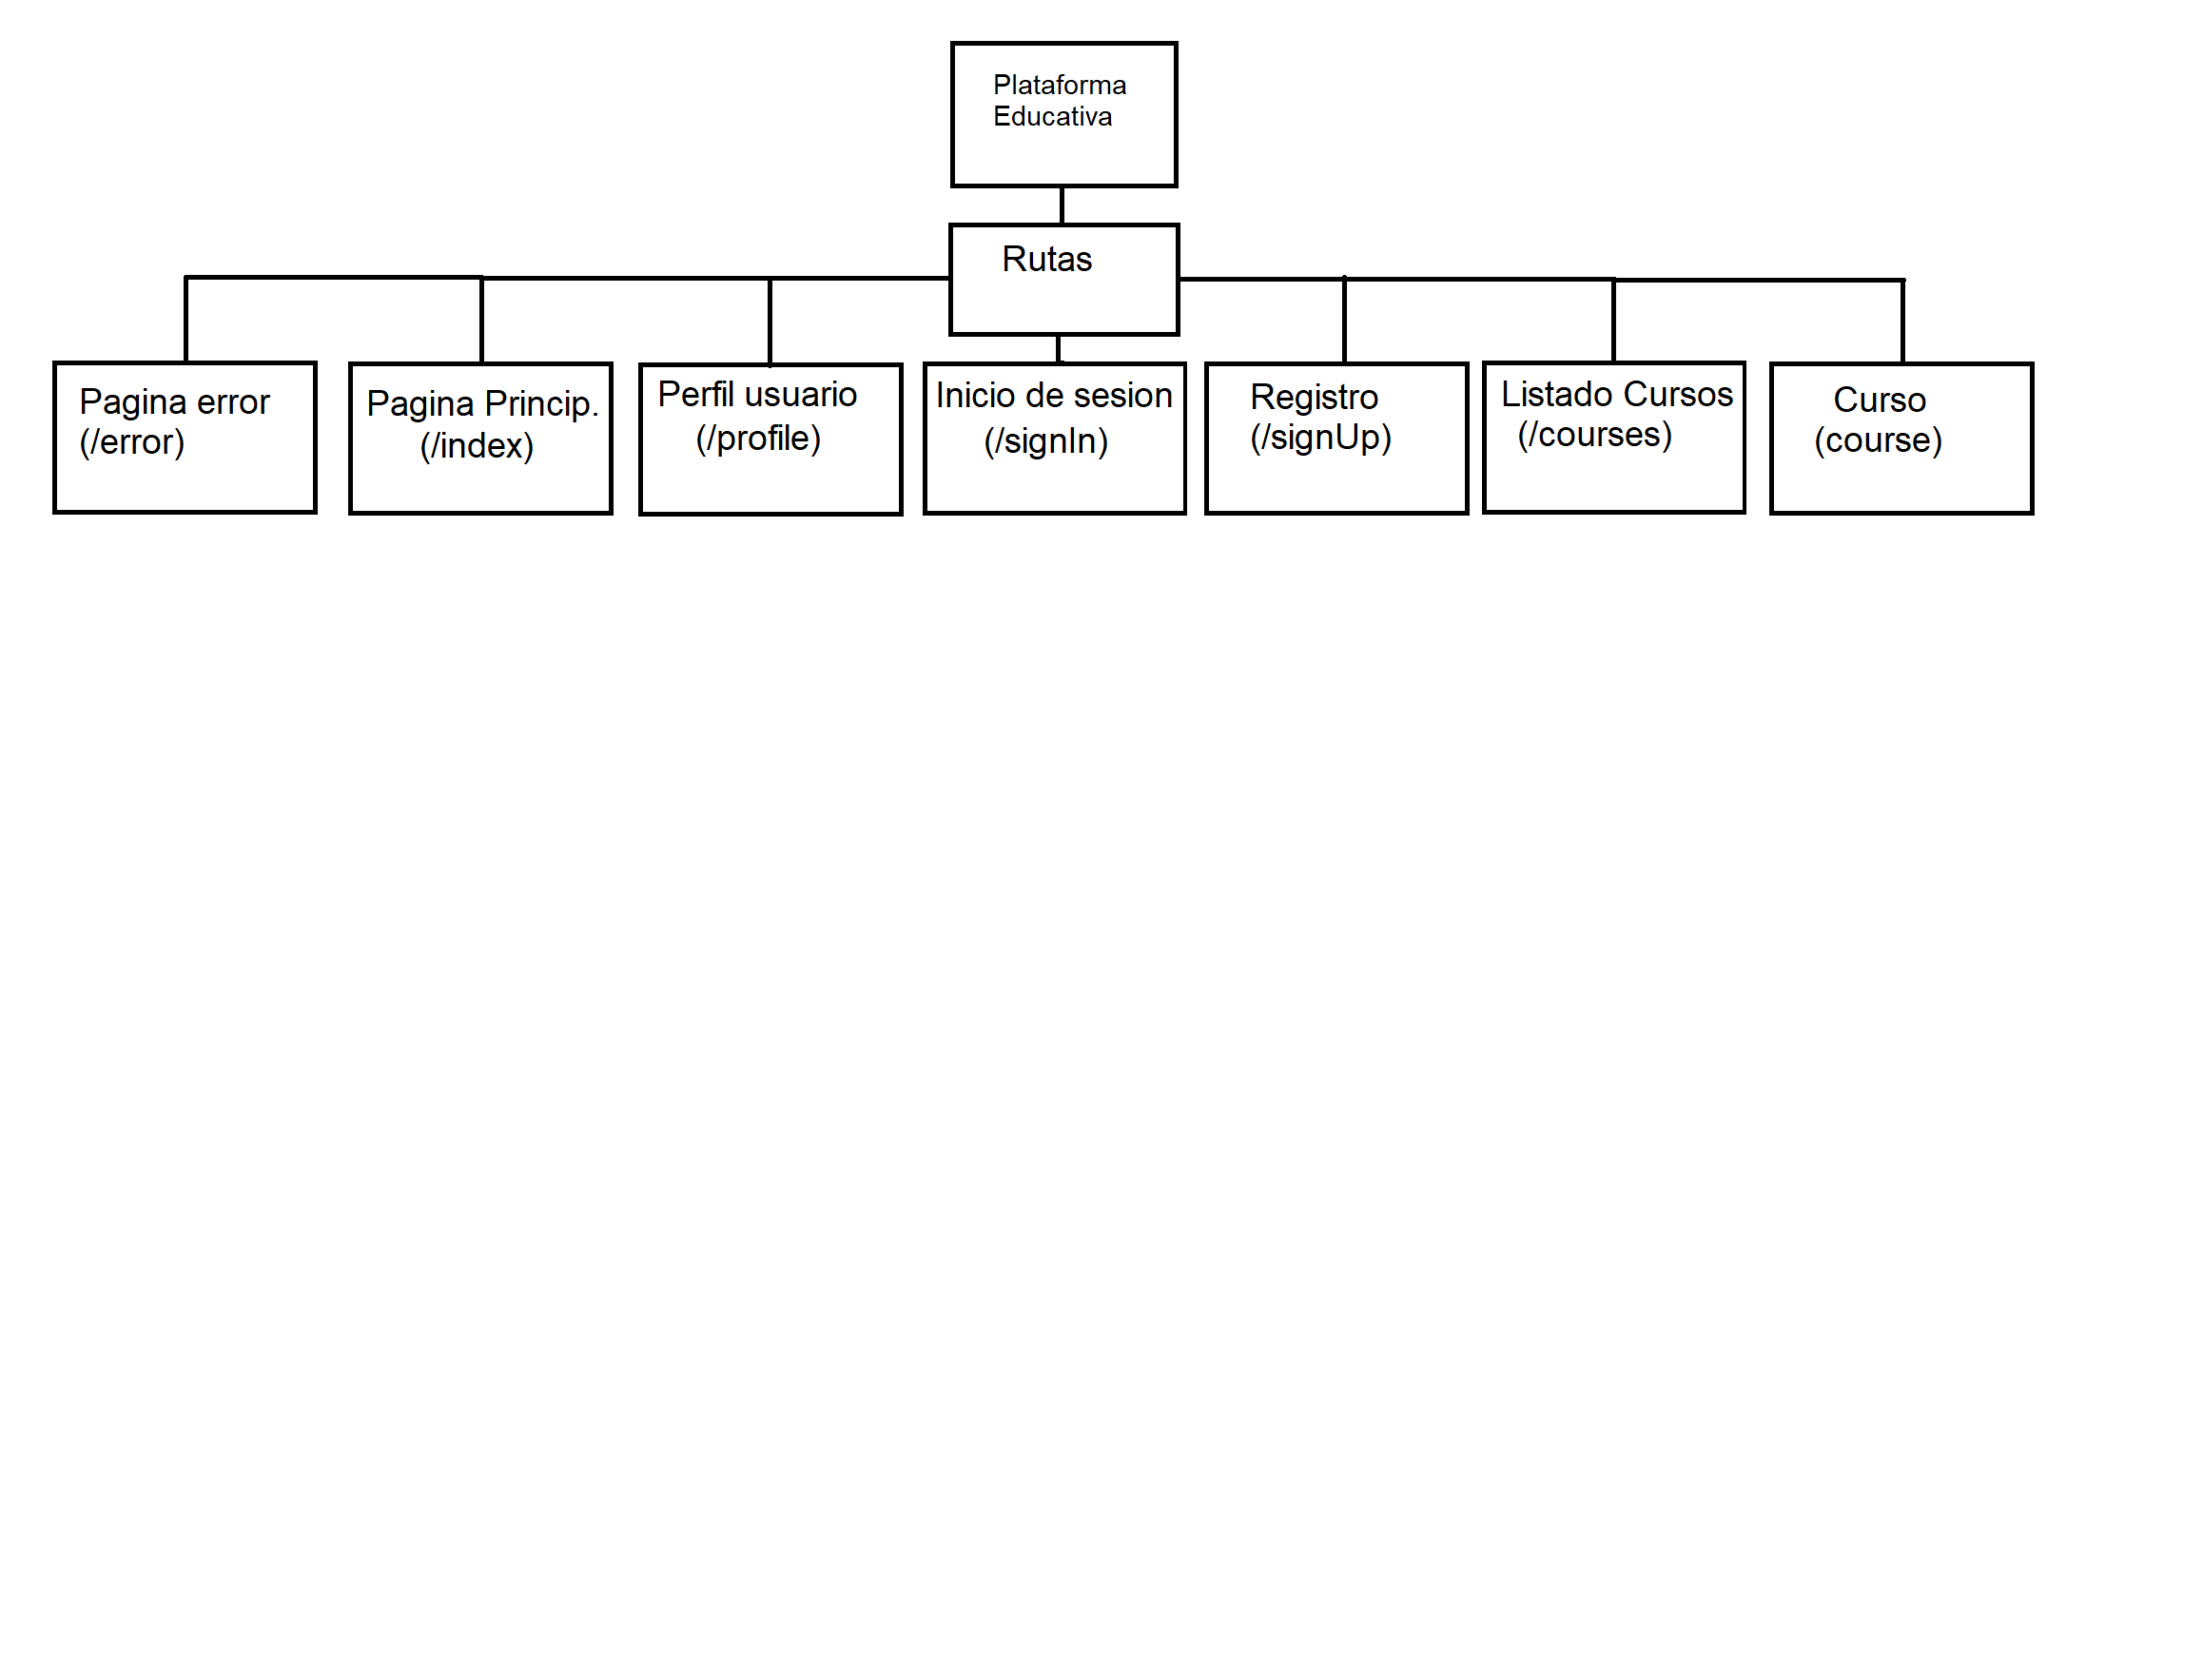 Plataforma
Educativa
Rutas
Pagina error
(/error)
Pagina Princip.
(/index)
Perfil usuario
(/profile)
Inicio de sesion
(/signIn)
Registro
(/signUp)
Listado Cursos
(/courses)
Curso
(course)